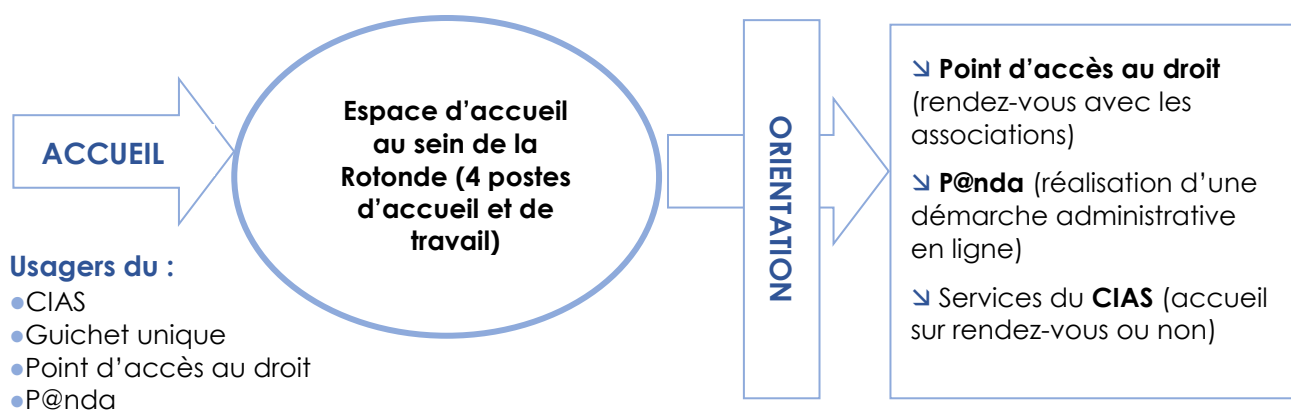 ACCUEIL
Usagers du :
●CIAS
●Guichet unique
●Point d'accès au droit
●P@nda
Espace d'accueil
au sein de la
Rotonde (4 postes
d'accueil et de
travail)
ORIENTATION
↘ Point d'accès au droit
(rendez-vous avec les
associations)
↘ P@nda (réalisation d'une
démarche administrative
en ligne)
↘ Services du CIAS (accueil
sur rendez-vous ou non)